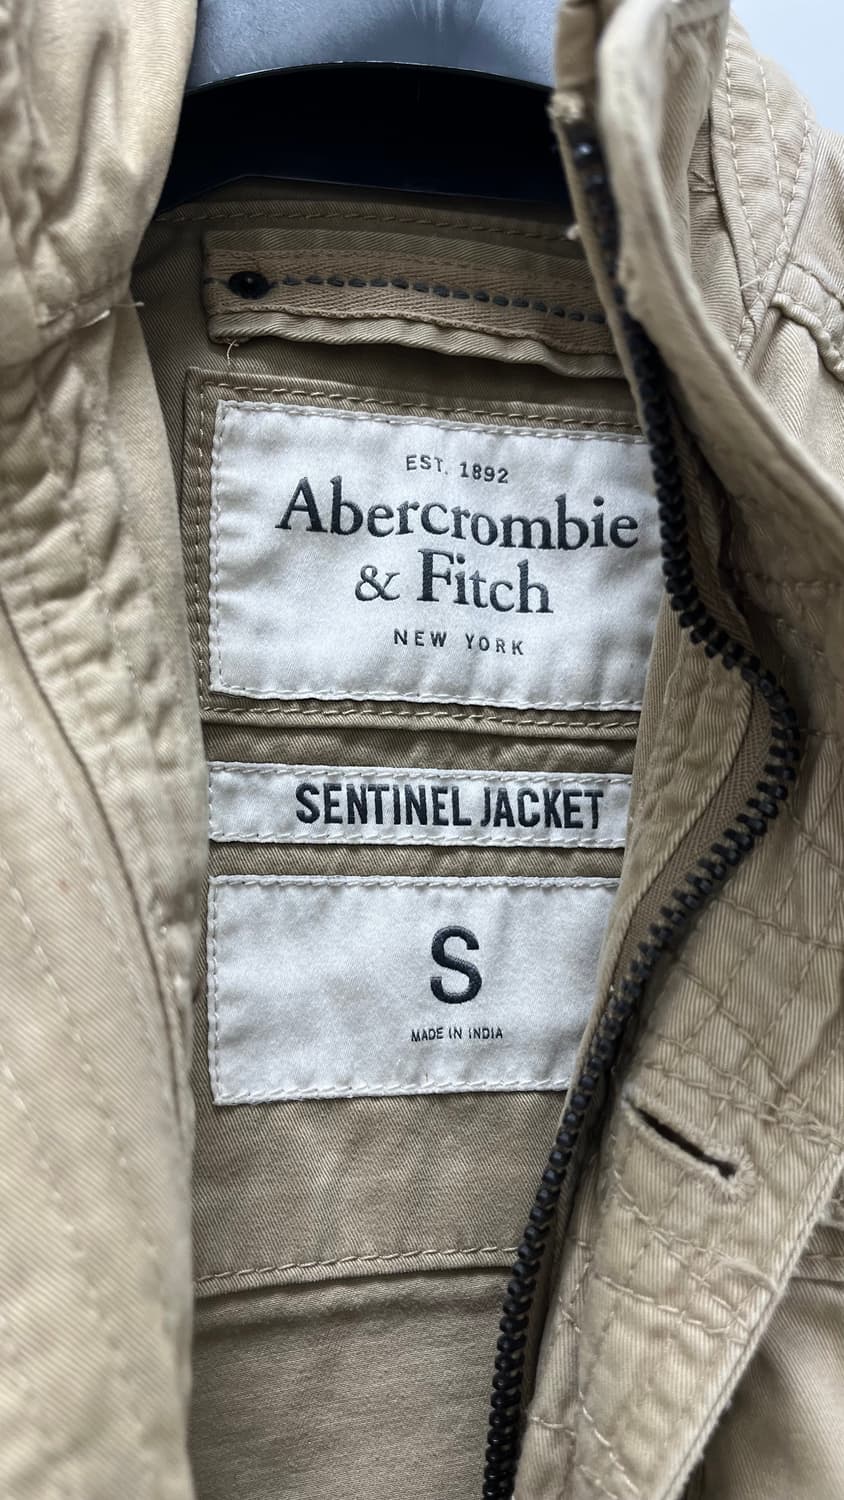 EST. 1892
Abercrombie
& Fitch
NEW YORK
SENTINEL JACKET
S
MADE IN INDIA